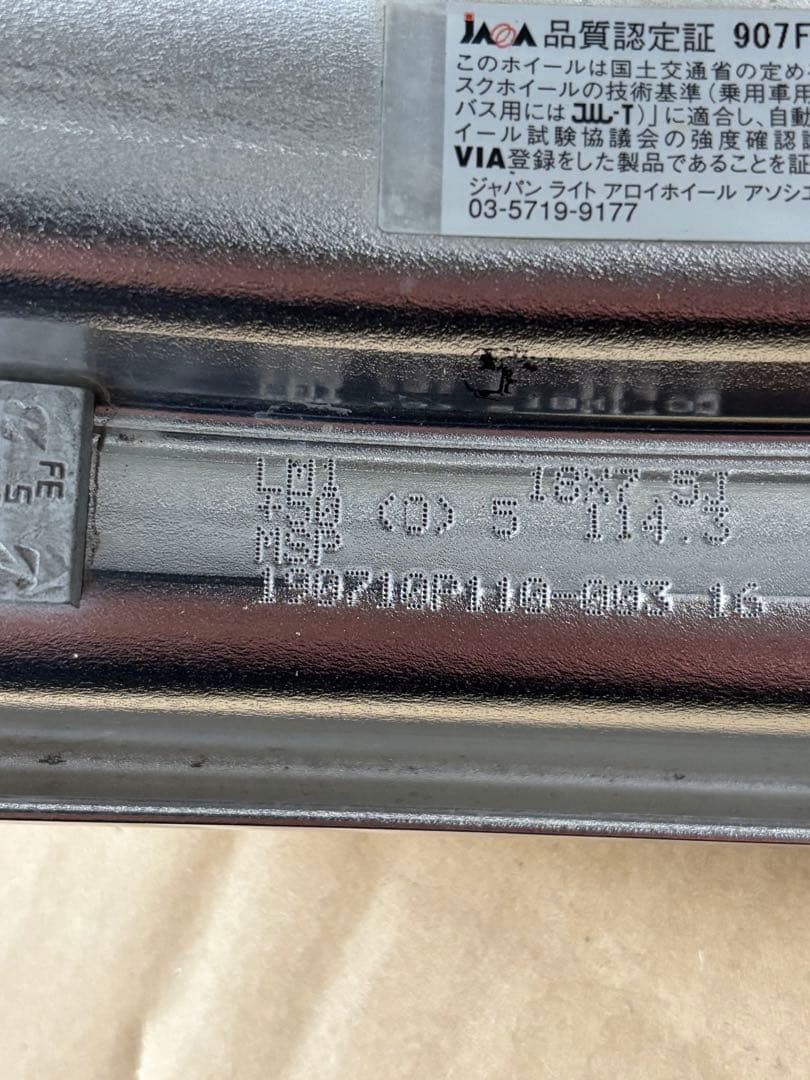 JAWA 品質認定証 907F
このホイールは国土交通省の定め
スクホイールの技術基準(乗用車用
バス用には JWL-T)」に適合し、自動
イール試験協議会の強度確認
VIA登録をした製品であることを証
ジャパン ライト アロイホイール アソシエ
03-5719-9177
L01 18X7.5J
+50 (O) 5 114.3
MSP
190710P110-003 16
FE
5